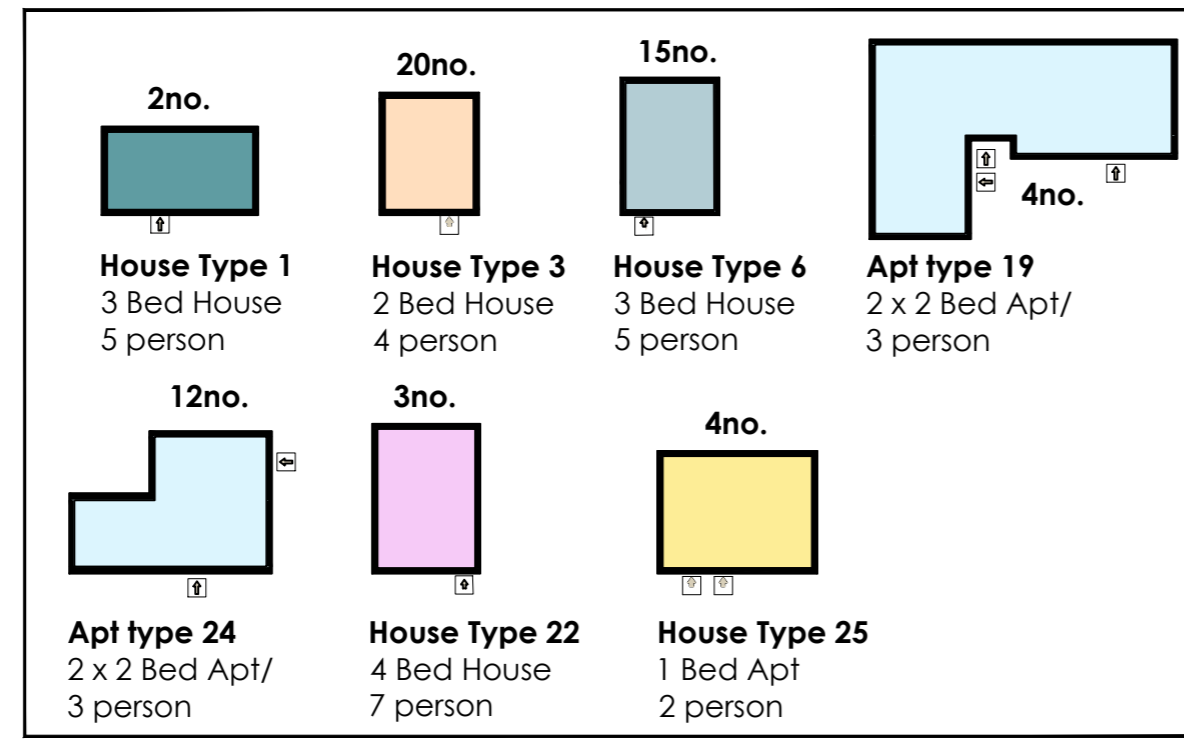 2no.
House Type 1
3 Bed House
5 person
20no.
House Type 3
2 Bed House
4 person
15no.
House Type 6
3 Bed House
5 person
4no.
Apt type 19
2 x 2 Bed Apt/
3 person
12no.
Apt type 24
2 x 2 Bed Apt/
3 person
3no.
House Type 22
4 Bed House
7 person
4no.
House Type 25
1 Bed Apt
2 person